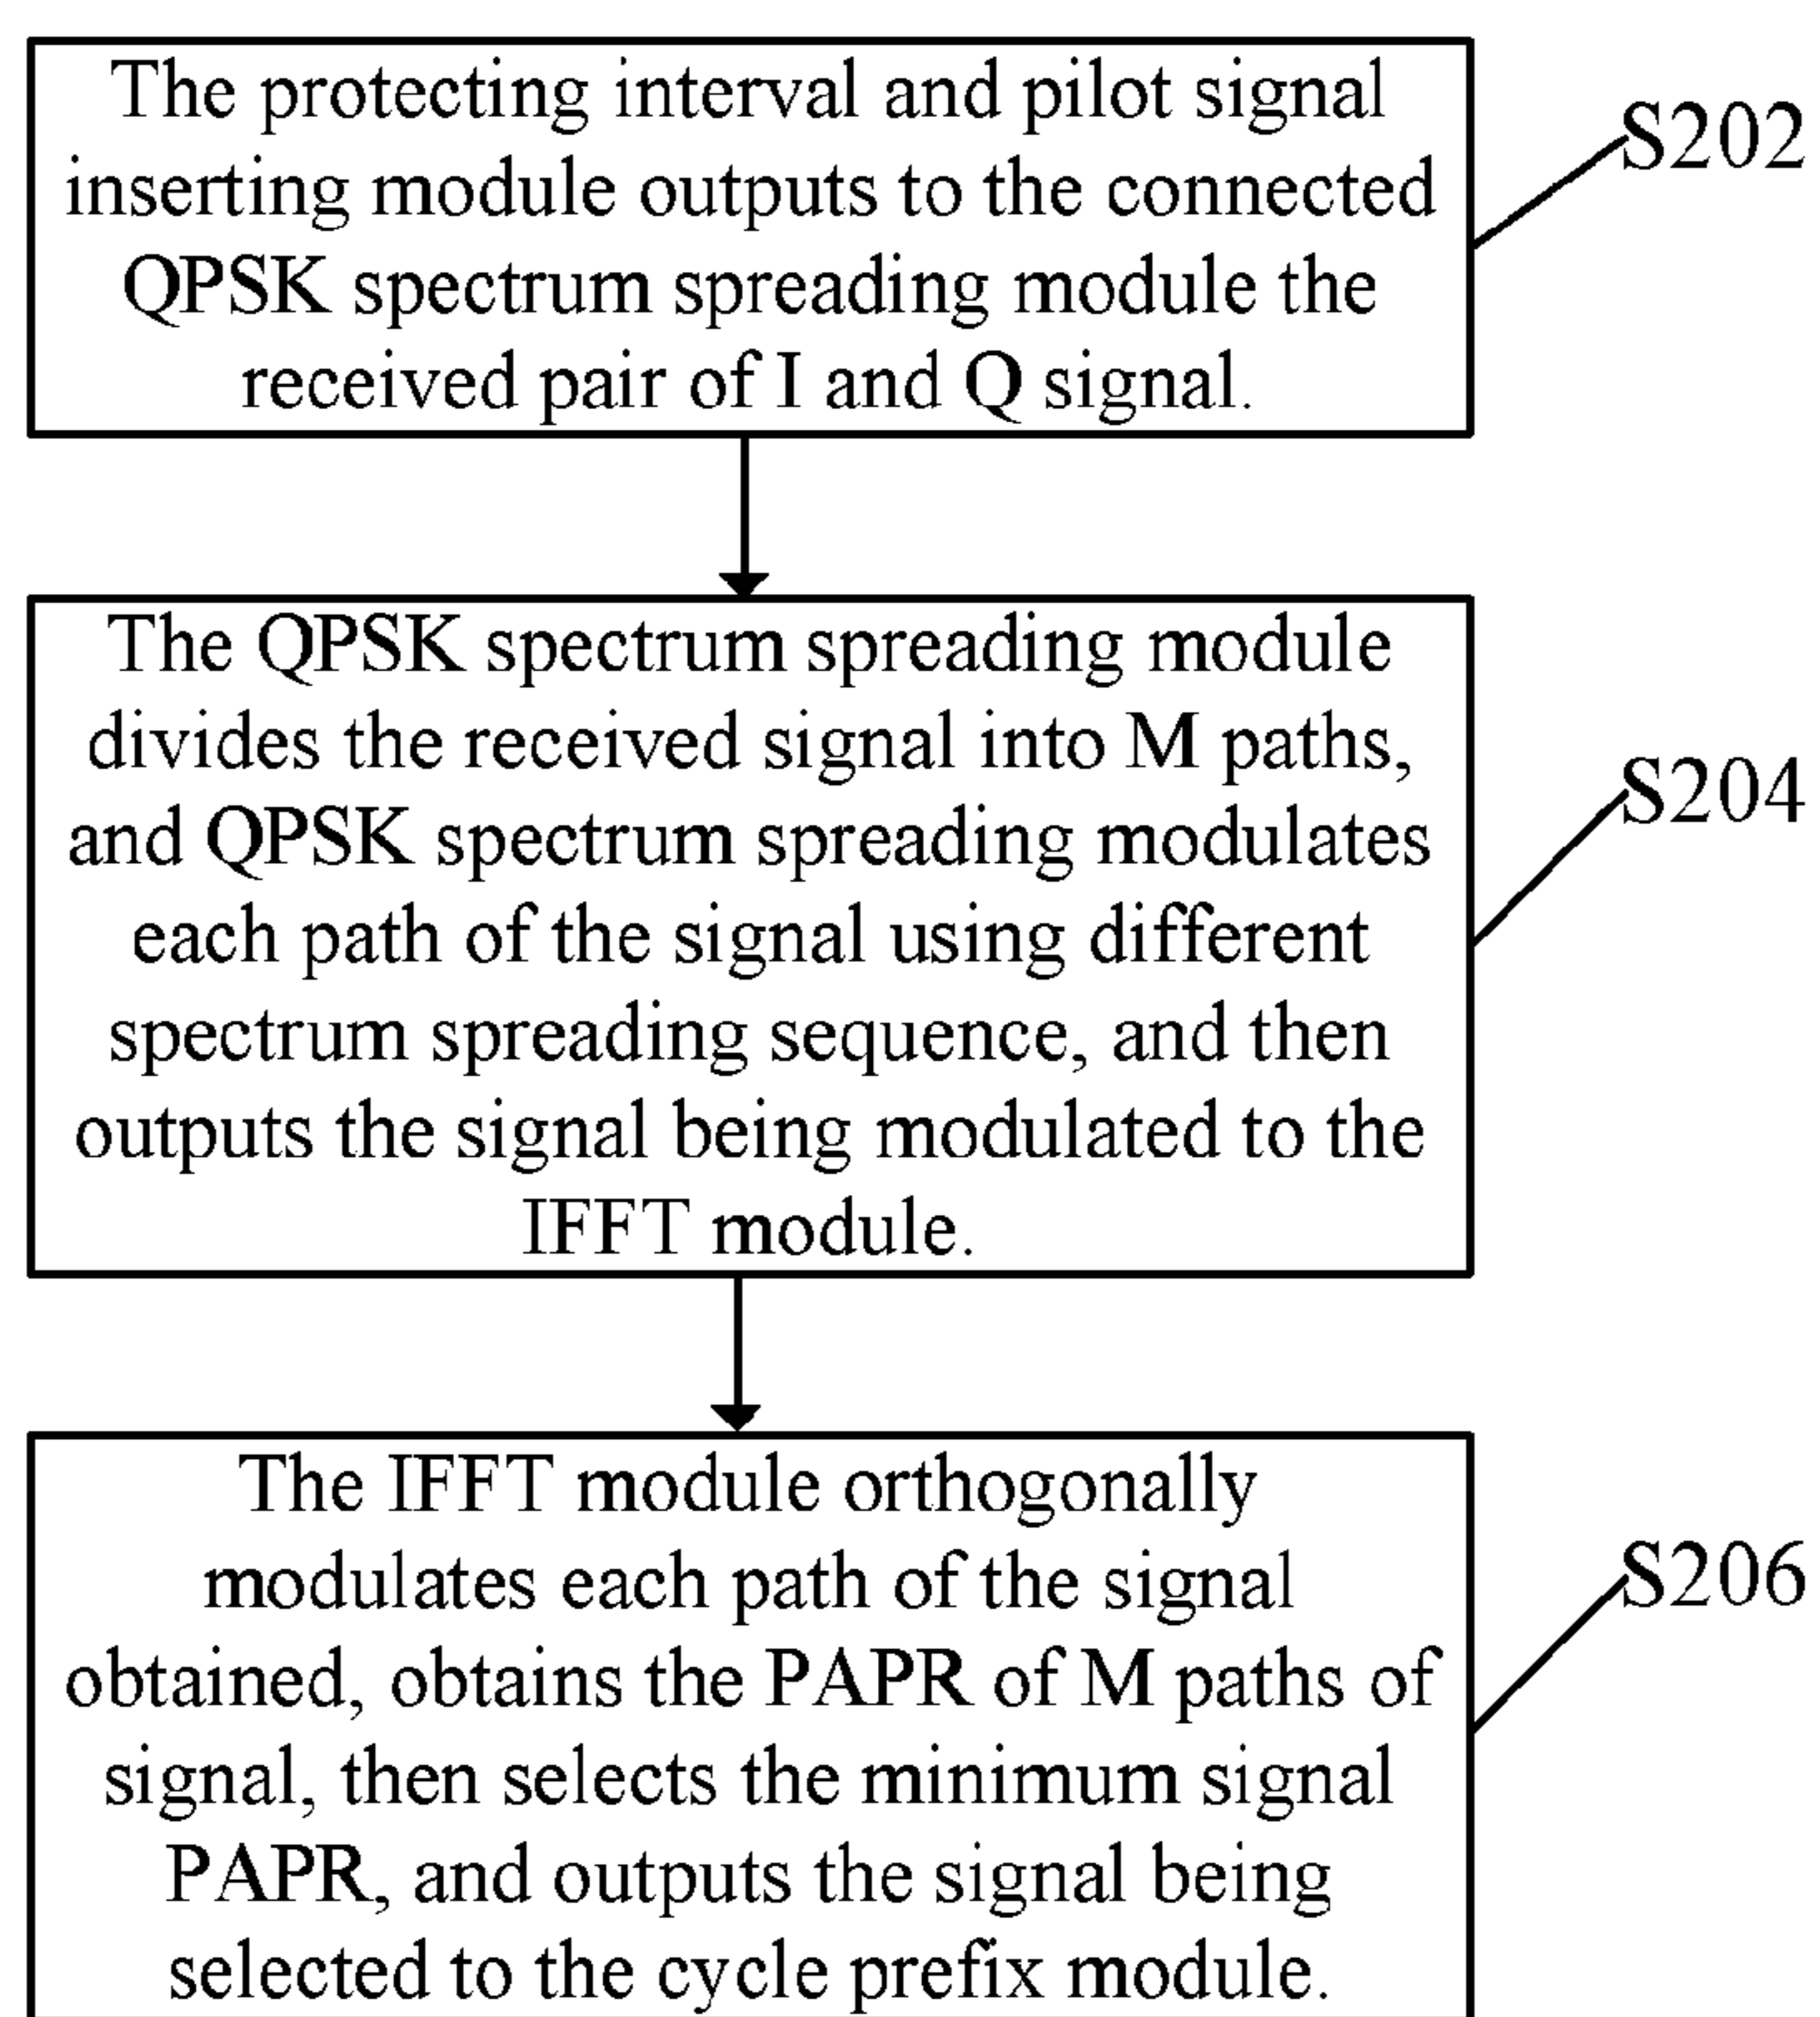 The protecting interval and pilot signal
inserting module outputs to the connected
QPSK spectrum spreading module the
received pair of I and Q signal.
S202
The QPSK spectrum spreading module
divides the received signal into M paths,
and QPSK spectrum spreading modulates
each path of the signal using different
spectrum spreading sequence, and then
outputs the signal being modulated to the
IFFT module.
S204
The IFFT module orthogonally
modulates each path of the signal
obtained, obtains the PAPR of M paths of
signal, then selects the minimum signal
PAPR, and outputs the signal being
selected to the cycle prefix module.
S206